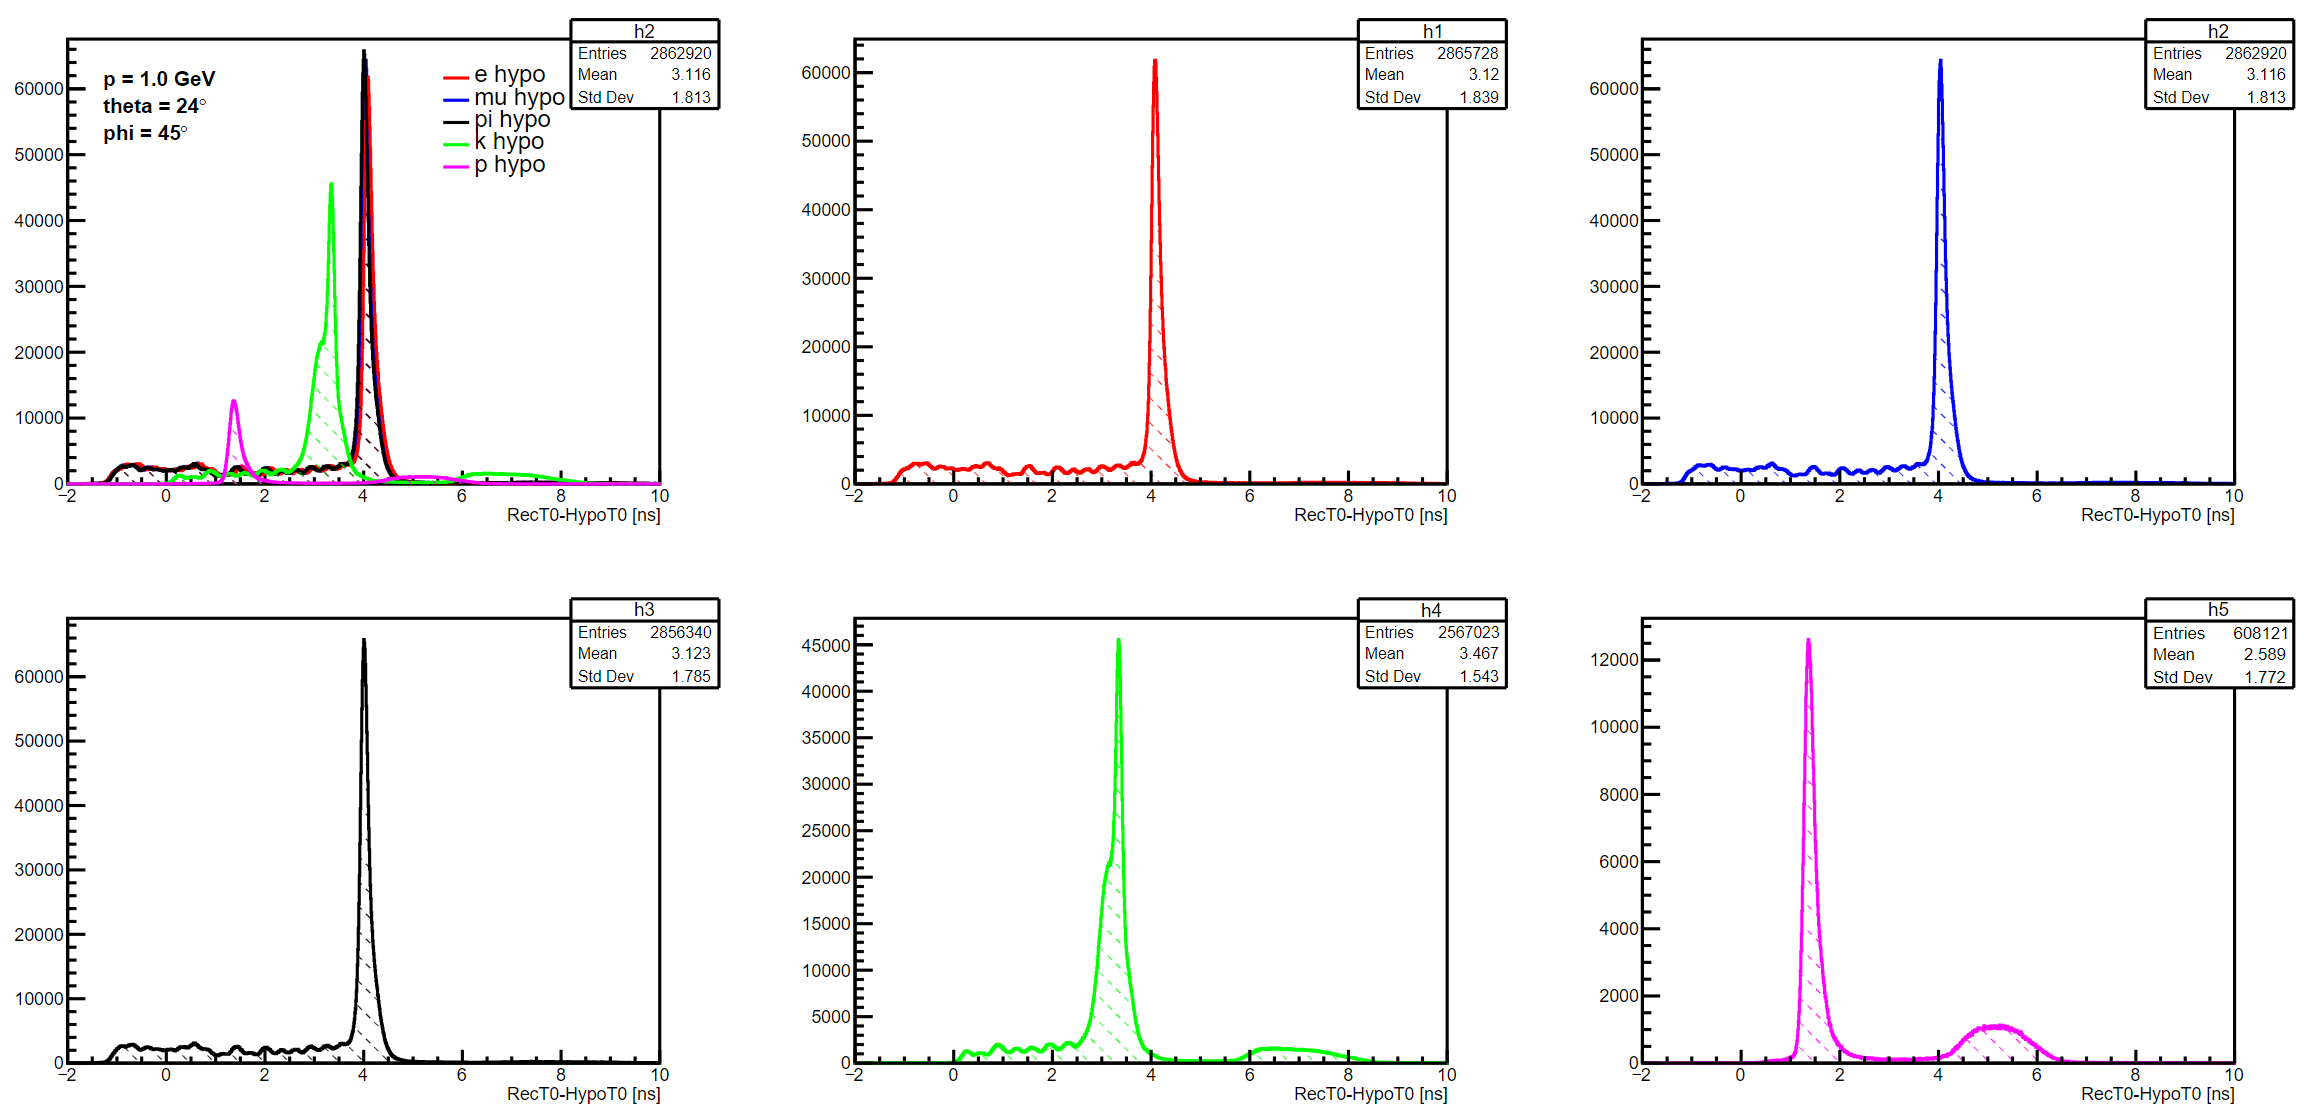 h2
Entries 2862920
Mean 3.116
Std Dev 1.813
p = 1.0 GeV
theta = 24°
phi = 45°
e hypo
mu hypo
pi hypo
k hypo
p hypo
60000
50000
40000
30000
20000
10000
0
−2 0 2 4 6 8 10
RecT0-HypoT0 [ns]
h1
Entries 2865728
Mean 3.12
Std Dev 1.839
60000
50000
40000
30000
20000
10000
0
−2 0 2 4 6 8 10
RecT0-HypoT0 [ns]
h2
Entries 2862920
Mean 3.116
Std Dev 1.813
60000
50000
40000
30000
20000
10000
0
−2 0 2 4 6 8 10
RecT0-HypoT0 [ns]
h3
Entries 2856340
Mean 3.123
Std Dev 1.785
60000
50000
40000
30000
20000
10000
0
−2 0 2 4 6 8 10
RecT0-HypoT0 [ns]
h4
Entries 2567023
Mean 3.467
Std Dev 1.543
45000
40000
35000
30000
25000
20000
15000
10000
5000
0
−2 0 2 4 6 8 10
RecT0-HypoT0 [ns]
h5
Entries 608121
Mean 2.589
Std Dev 1.772
12000
10000
8000
6000
4000
2000
0
−2 0 2 4 6 8 10
RecT0-HypoT0 [ns]